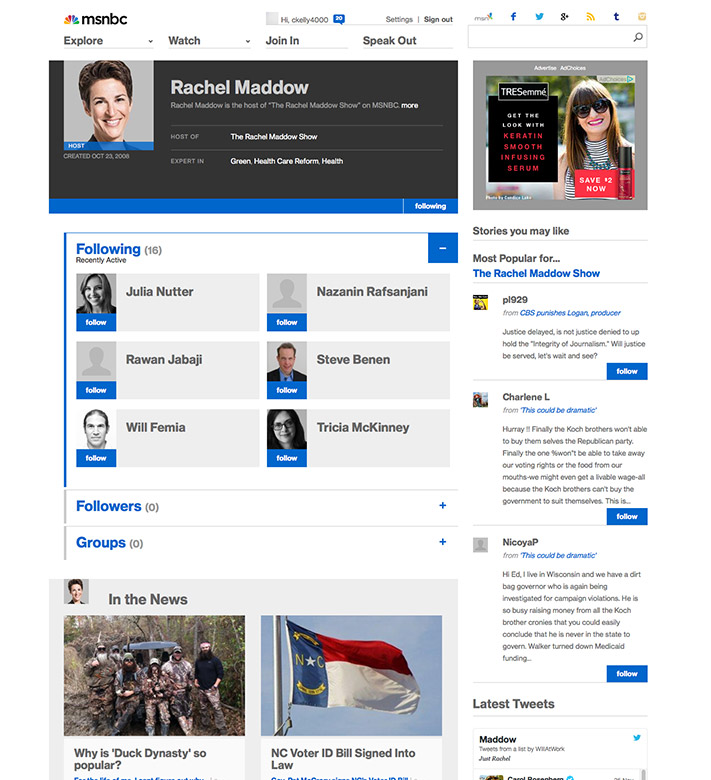 msnbc
Hi, ckelly4000
20
Settings | Sign out
msn
Explore
Watch
Join In
Speak Out
Rachel Maddow
Rachel Maddow is the host of "The Rachel Maddow Show" on MSNBC. more
HOST
CREATED OCT 23, 2008
HOST OF
The Rachel Maddow Show
EXPERT IN
Green, Health Care Reform, Health
following
Following (16)
Recently Active
Julia Nutter
follow
Nazanin Rafsanjani
follow
Rawan Jabaji
follow
Steve Benen
follow
Will Femia
follow
Tricia McKinney
follow
Followers (0)
Groups (0)
In the News
Why is 'Duck Dynasty' so
popular?
NC Voter ID Bill Signed Into
Law
Advertise AdChoices
AdChoices
TRESemmé
GET THE
LOOK WITH
KERATIN
SMOOTH
INFUSING
SERUM
SAVE $2
NOW
Photo by Candice Lake
Stories you may like
Most Popular for...
The Rachel Maddow Show
pl929
from CBS punishes Logan, producer
Justice delayed, is not justice denied to up
hold the "Integrity of Journalism." Will justice
be served, let's wait and see?
follow
Charlene L
from 'This could be dramatic'
Hurray !! Finally the Koch brothers won't able
to buy them selves the Republican party.
Finally the one %won"t be able to take away
our voting rights or the food from our
mouths-we might even get a livable wage-all
because the Koch brothers can't buy the
government to suit themselves. This is...
follow
NicoyaP
from 'This could be dramatic'
Hi Ed, I live in Wisconsin and we have a dirt
bag governor who is again being
investigated for campaign violations. He is
so busy raising money from all the Koch
brother cronies that you could easily
conclude that he is never in the state to
govern. Walker turned down Medicaid
funding...
follow
Latest Tweets
Maddow
Tweets from a list by WillAtWork
Just Rachel
Carol Rosenberg